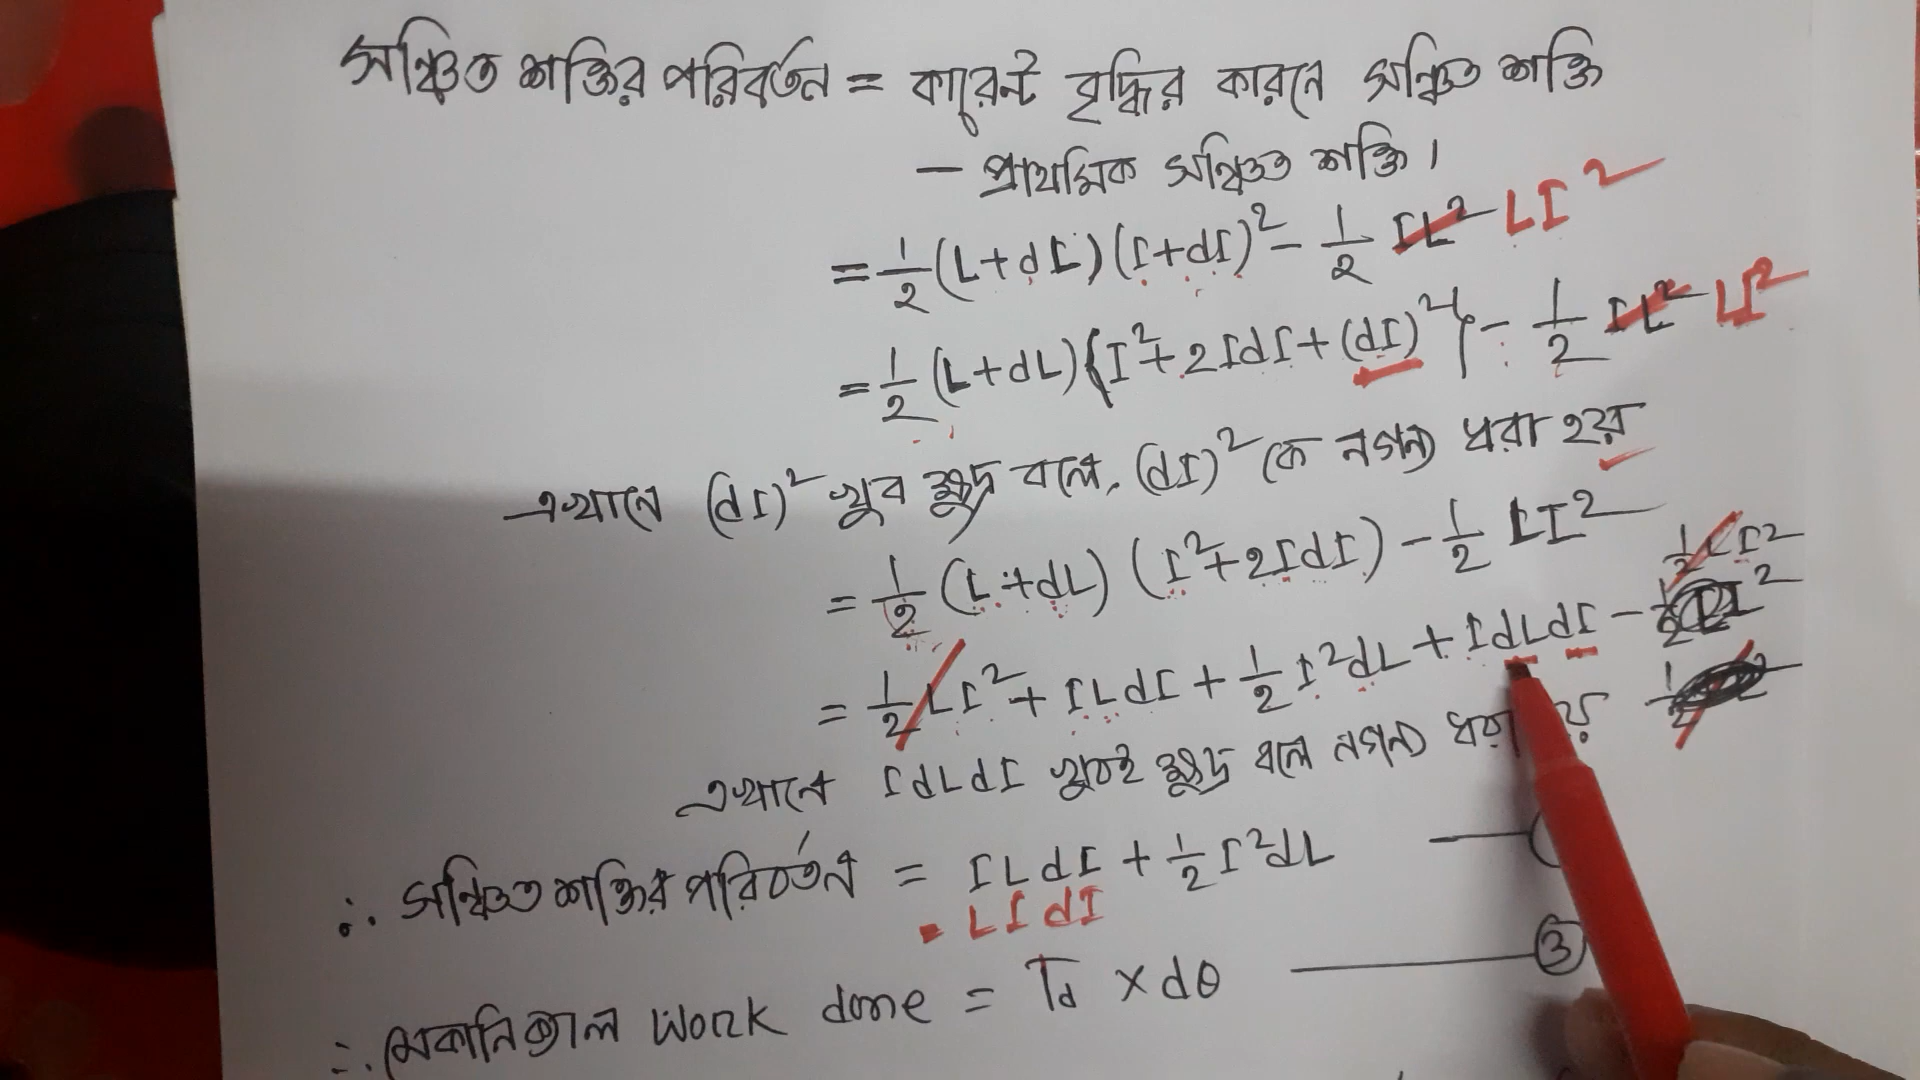 সঞ্চিত শক্তির পরিবর্তন = কারেন্ট বৃদ্ধির কারনে সঞ্চিত শক্তি
- প্রাথমিক সঞ্চিত শক্তি।
= 1/2 (L+dL) (I+dI)² - 1/2 IL² LI²
= 1/2 (L+dL) {I²+2IdI+(dI)²} - 1/2 IL² LI²
এখানে (dI)² খুব ক্ষুদ্র বলে, (dI)² কে নগন্য ধরা হয়
= 1/2 (L+dL) (I²+2IdI) - 1/2 LI²
= 1/2 LI² + ILdI + 1/2 I²dL + IdLdI - 1/2 LI²
এখানে IdLdI খুবই ক্ষুদ্র বলে নগন্য
∴ সঞ্চিত শক্তির পরিবর্তন = ILdI + 1/2 I²dL
= LIdI
∴ মেকানিক্যাল Work done = Td × dθ ③